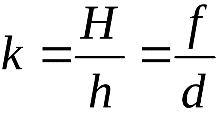 k = H/h = f/d